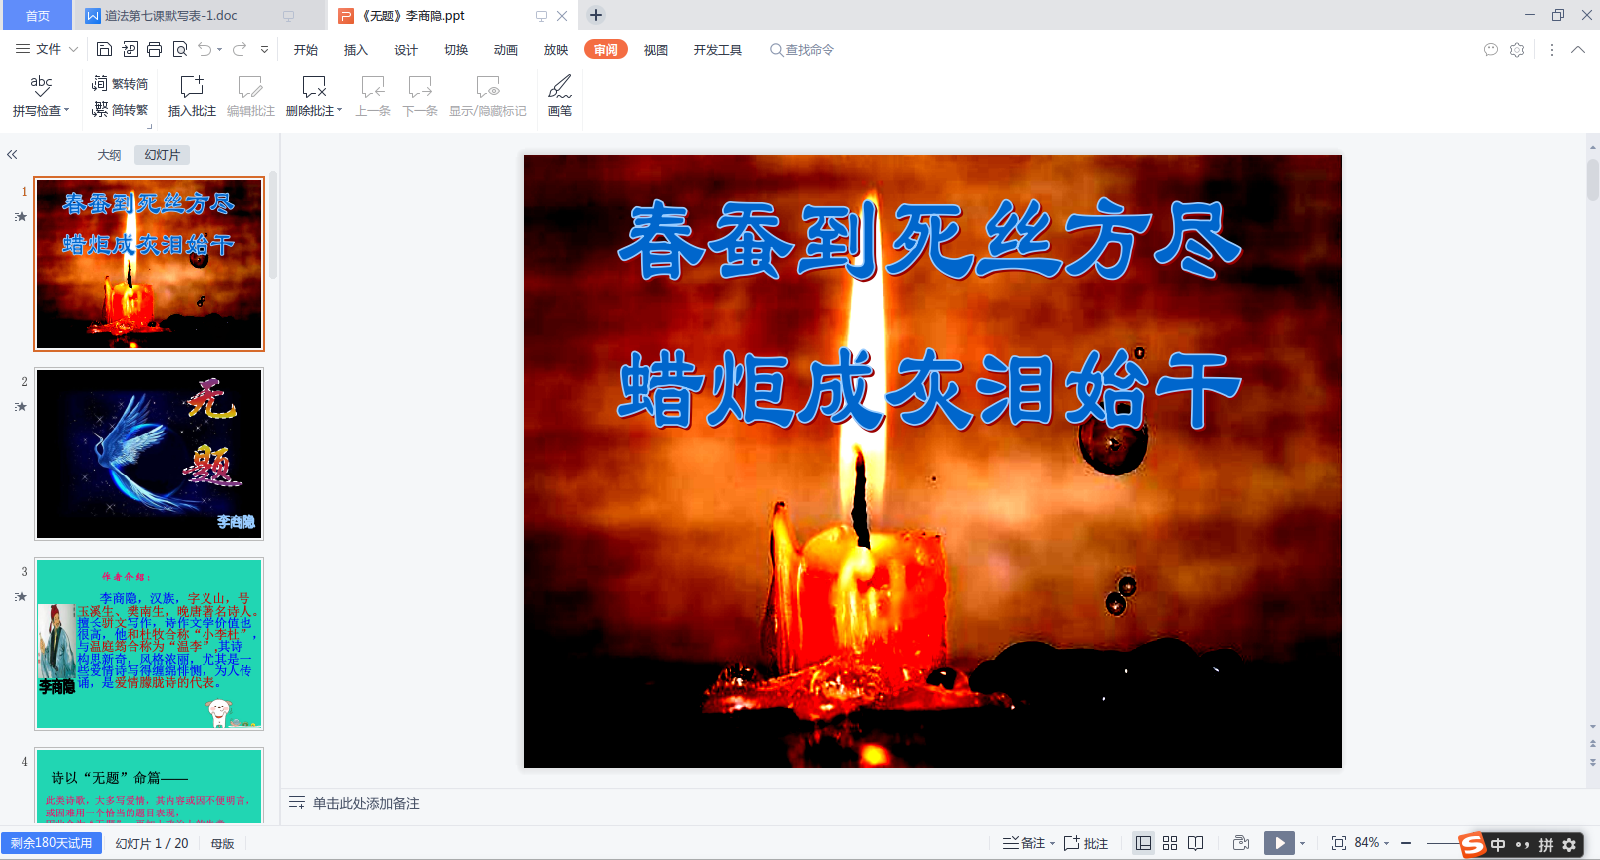 首页
道法第七课默写表-1.doc
《无题》李商隐.ppt
文件
开始 插入 设计 切换 动画 放映 审阅 视图 开发工具 查找命令
abc
拼写检查
繁转简
简转繁
插入批注 编辑批注 删除批注 上一条 下一条 显示/隐藏标记 画笔
大纲 幻灯片
1
春蚕到死丝方尽
蜡炬成灰泪始干
2
无
题
李商隐
3
作者介绍：
李商隐，汉族，字义山，号
玉溪生、樊南生，晚唐著名诗人。
擅长骈文写作，诗作文学价值也
很高，他和杜牧合称“小李杜”，
与温庭筠合称为“温李”,其诗
构思新奇，风格浓丽，尤其是一
些爱情诗写得缠绵悱恻，为人传
诵，是爱情朦胧诗的代表。
李商隐
4
诗以“无题”命篇——
此类诗歌，大多写爱情，其内容或因不便明言，
或因难用一个恰当的题目表现，
春蚕到死丝方尽
蜡炬成灰泪始干
单击此处添加备注
剩余180天试用
幻灯片 1 / 20
母版
备注
批注
84%
中
拼